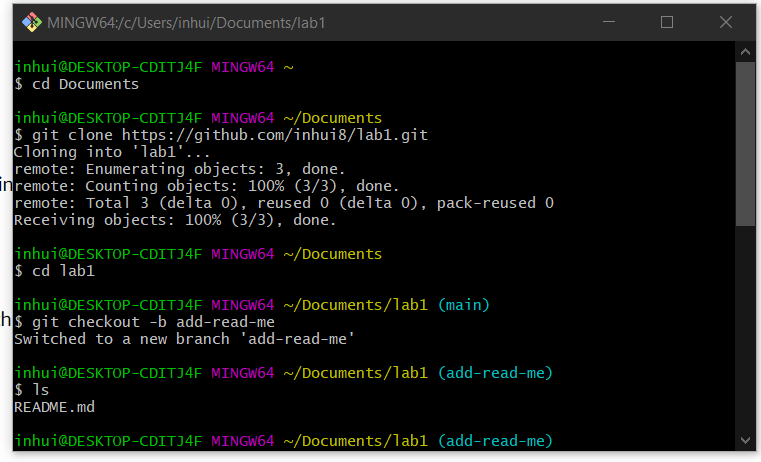 MINGW64:/c/Users/inhui/Documents/lab1
inhui@DESKTOP-CDITJ4F MINGW64 ~
$ cd Documents
inhui@DESKTOP-CDITJ4F MINGW64 ~/Documents
$ git clone https://github.com/inhui8/lab1.git
Cloning into 'lab1'...
remote: Enumerating objects: 3, done.
remote: Counting objects: 100% (3/3), done.
remote: Total 3 (delta 0), reused 0 (delta 0), pack-reused 0
Receiving objects: 100% (3/3), done.
inhui@DESKTOP-CDITJ4F MINGW64 ~/Documents
$ cd lab1
inhui@DESKTOP-CDITJ4F MINGW64 ~/Documents/lab1 (main)
$ git checkout -b add-read-me
Switched to a new branch 'add-read-me'
inhui@DESKTOP-CDITJ4F MINGW64 ~/Documents/lab1 (add-read-me)
$ ls
README.md
inhui@DESKTOP-CDITJ4F MINGW64 ~/Documents/lab1 (add-read-me)